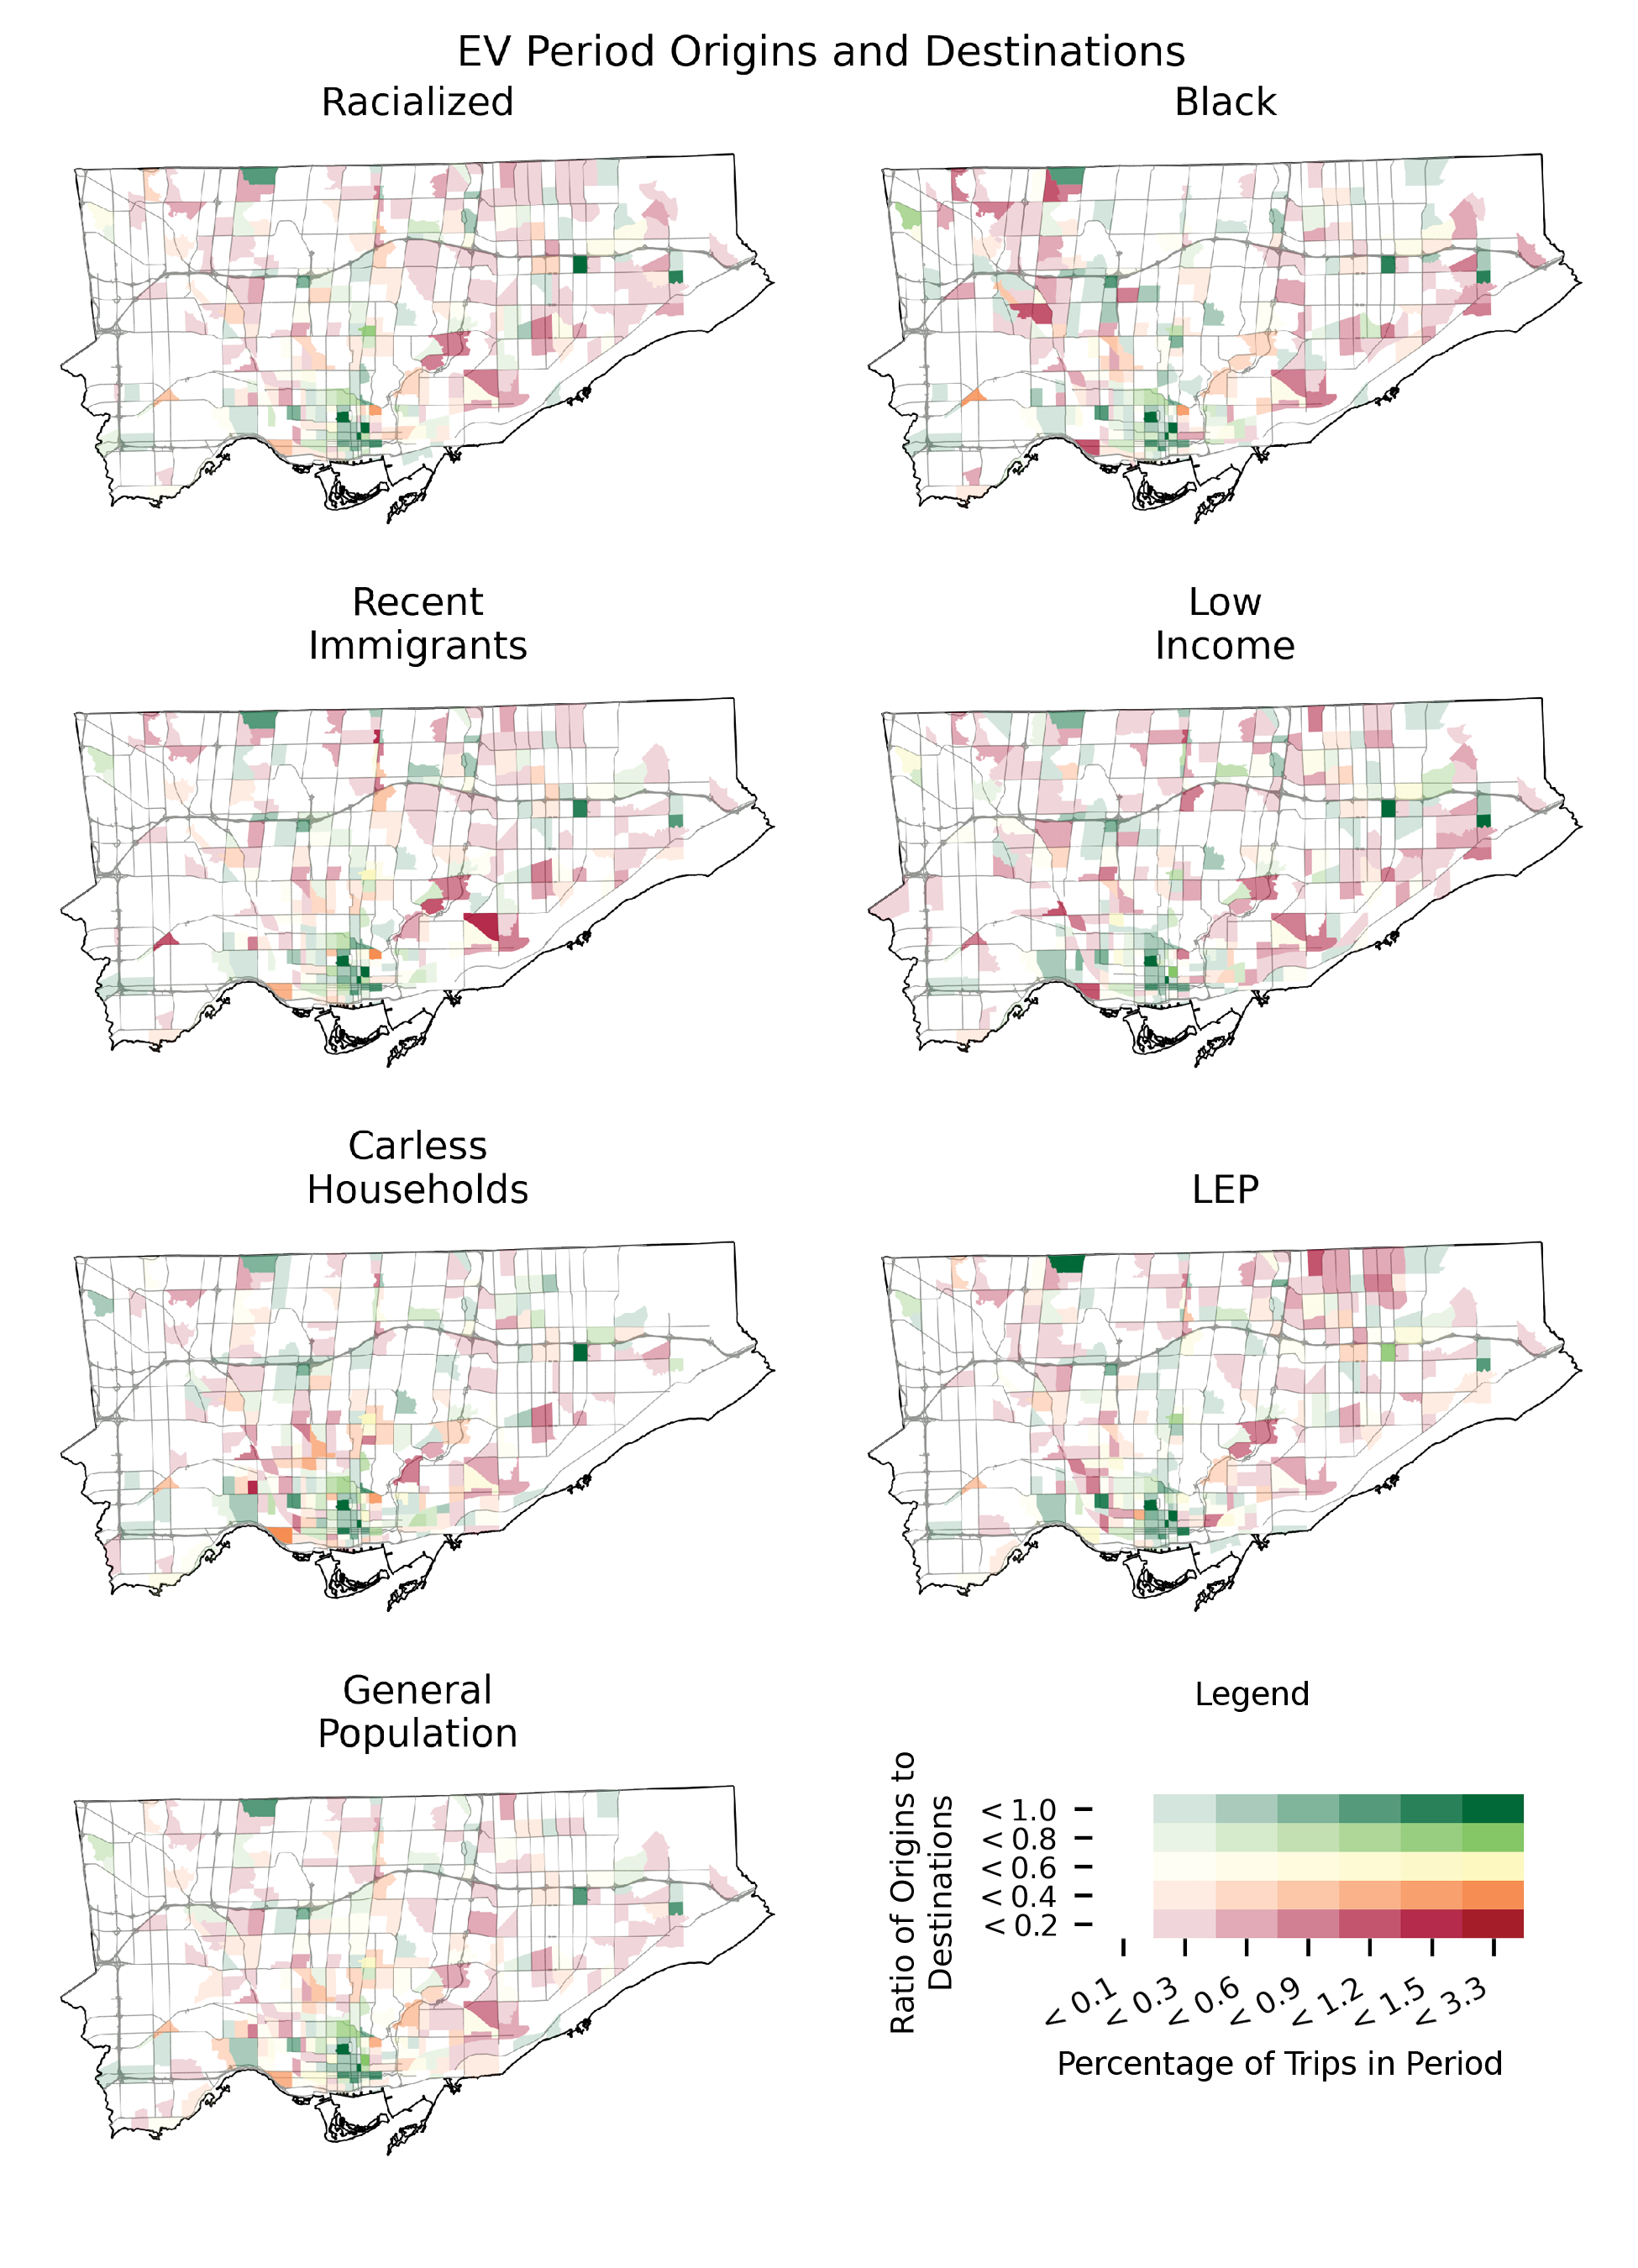 EV Period Origins and Destinations
Racialized
Black
Recent
Immigrants
Low
Income
Carless
Households
LEP
General
Population
Legend
Ratio of Origins to
Destinations
< 1.0
< 0.8
< 0.6
< 0.4
< 0.2
< 0.1
< 0.3
< 0.6
< 0.9
< 1.2
< 1.5
< 3.3
Percentage of Trips in Period